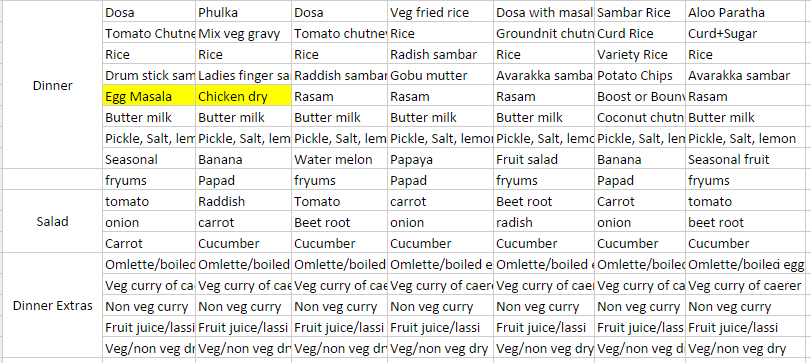 Dosa Phulka Dosa Veg fried rice Dosa with masal Sambar Rice Aloo Paratha
Tomato Chutne Mix veg gravy Tomato chutne Rice Groundnit chutn Curd Rice Curd+Sugar
Rice Rice Rice Radish sambar Rice Variety Rice Rice
Dinner Drum stick sam Ladies finger sa Raddish sambar Gobu mutter Avarakka samba Potato Chips Avarakka sambar
Egg Masala Chicken dry Rasam Rasam Rasam Boost or Bounv Rasam
Butter milk Butter milk Butter milk Butter milk Butter milk Coconut chutn Butter milk
Pickle, Salt, lem Pickle, Salt, lem Pickle, Salt, lemo Pickle, Salt, lemon Pickle, Salt, lemo Pickle, Salt, lem Pickle, Salt, lemon
Seasonal Banana Water melon Papaya Fruit salad Banana Seasonal fruit
fryums Papad fryums Papad fryums Papad fryums
tomato Raddish Tomato carrot Beet root Carrot tomato
Salad onion carrot Beet root onion radish onion beet root
Carrot Cucumber Cucumber Cucumber Cucumber Cucumber Cucumber
Omlette/boiled Omlette/boiled Omlette/boiled Omlette/boiled e Omlette/boiled Omlette/boiled Omlette/boiled egg
Veg curry of ca Veg curry of cae Veg curry of cae Veg curry of caere Veg curry of cae Veg curry of ca Veg curry of caerer
Dinner Extras Non veg curry Non veg curry Non veg curry Non veg curry Non veg curry Non veg curry Non veg curry
Fruit juice/lassi Fruit juice/lassi Fruit juice/lassi Fruit juice/lassi Fruit juice/lassi Fruit juice/lassi Fruit juice/lassi
Veg/non veg dr Veg/non veg dr Veg/non veg dry Veg/non veg dry Veg/non veg dry Veg/non veg dr Veg/non veg dry